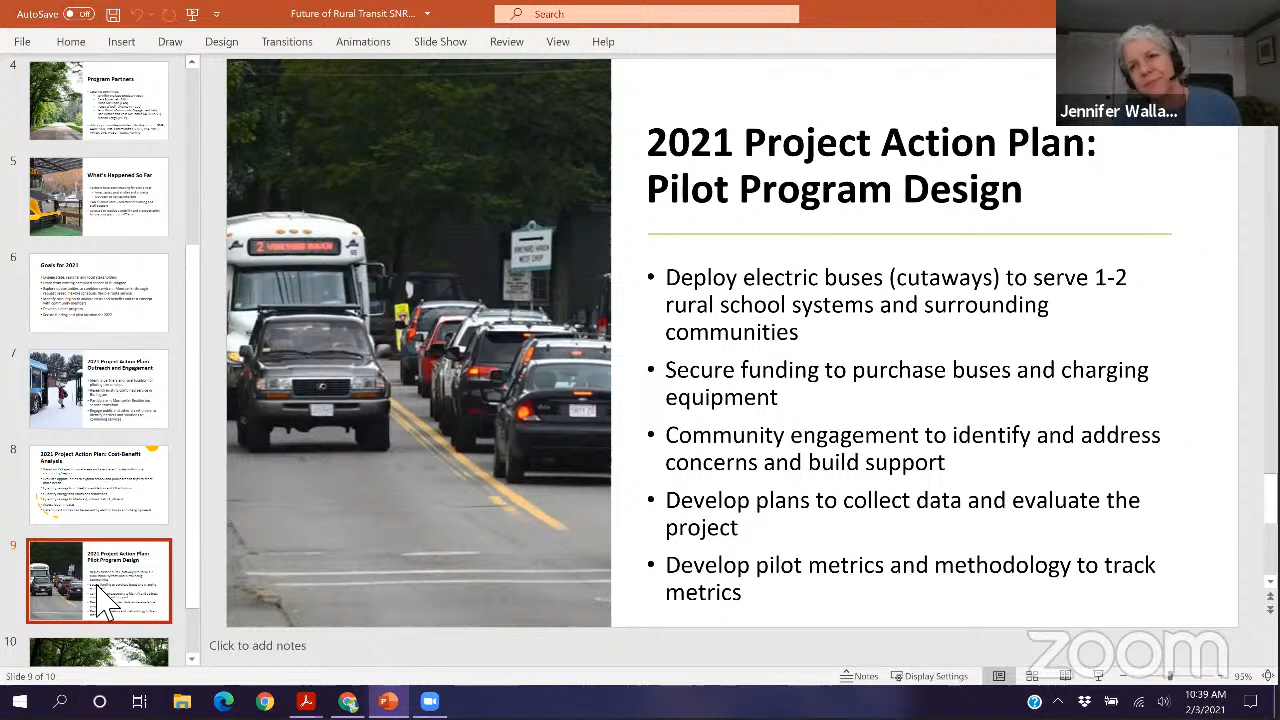 AutoSave Off
Future of Rural Transit SNR...
Search
File Home Insert Draw Design Transitions Animations Slide Show Review View Help
Jennifer Walla...
4
Program Partners
5
What's Happened So Far
Goals for 2021
2021 Project Action Plan:
Outreach and Engagement
8
2021 Project Action Plan: Cost-Benefit
Analysis
9
2021 Project Action Plan:
Pilot Program Design
10
2
VINEYARD HAVEN
WEST CHOP
2021 Project Action Plan:
Pilot Program Design
• Deploy electric buses (cutaways) to serve 1-2
rural school systems and surrounding
communities
• Secure funding to purchase buses and charging
equipment
• Community engagement to identify and address
concerns and build support
• Develop plans to collect data and evaluate the
project
• Develop pilot metrics and methodology to track
metrics
Click to add notes
zoom
Slide 9 of 10
Notes
Display Settings
95%
10:39 AM
2/3/2021